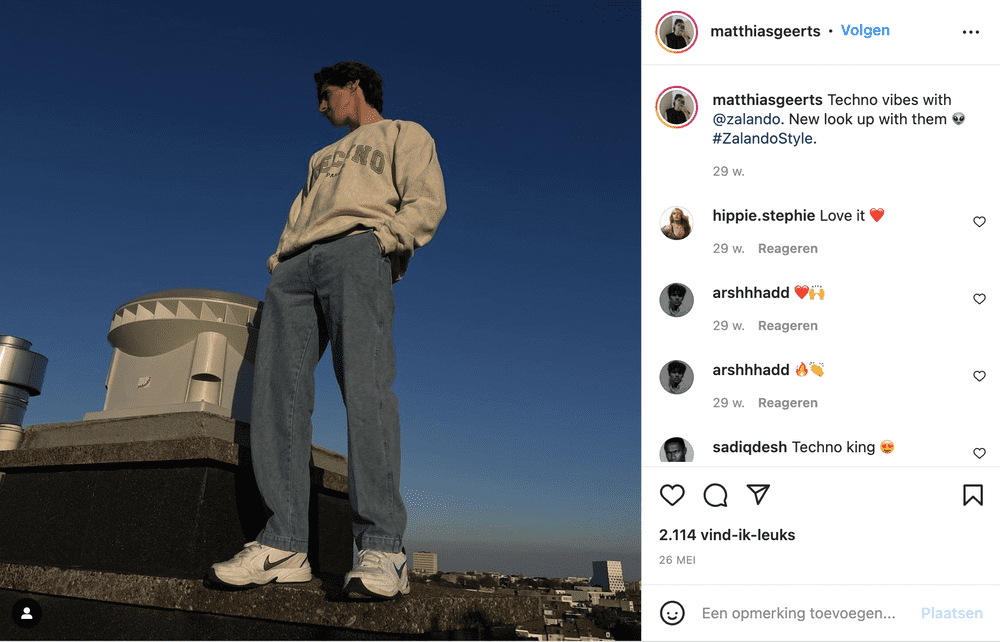 matthiasgeerts • Volgen
matthiasgeerts Techno vibes with
@zalando. New look up with them 👽
#ZalandoStyle.
29 w.
hippie.stephie Love it ❤️
29 w. Reageren
arshhhadd ❤️🙌
29 w. Reageren
arshhhadd 🔥👏
29 w. Reageren
sadiqdesh Techno king 😍
2.114 vind-ik-leuks
26 MEI
Een opmerking toevoegen... Plaatsen
TECHNO